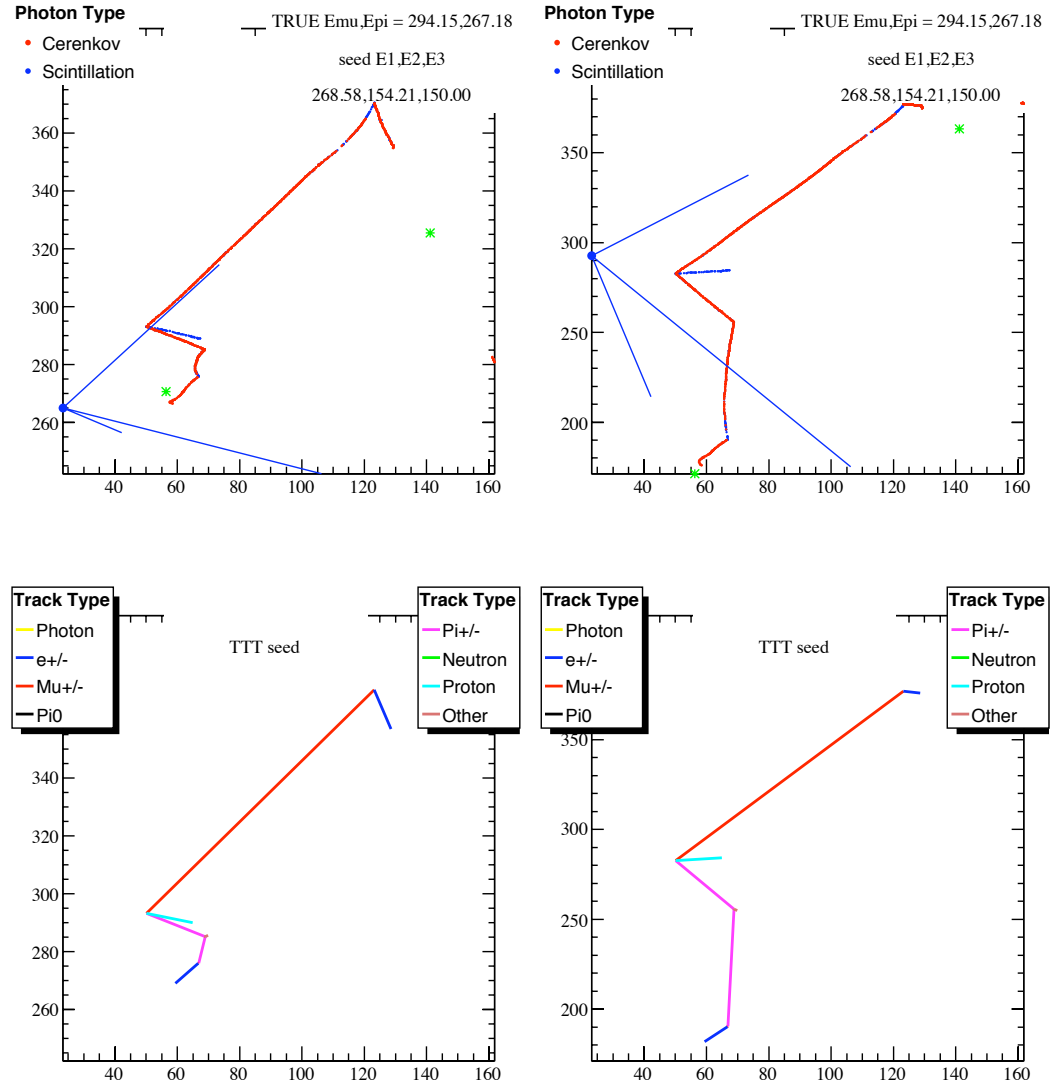 Photon Type
Cerenkov
Scintillation
TRUE Emu,Epi = 294.15,267.18
seed E1,E2,E3
268.58,154.21,150.00
360
340
320
300
280
260
40 60 80 100 120 140 160
Photon Type
Cerenkov
Scintillation
TRUE Emu,Epi = 294.15,267.18
seed E1,E2,E3
268.58,154.21,150.00
350
300
250
200
40 60 80 100 120 140 160
Track Type
Photon
e+/-
Mu+/-
Pi0
TTT seed
Track Type
Pi+/-
Neutron
Proton
Other
340
320
300
280
260
40 60 80 100 120 140 160
Track Type
Photon
e+/-
Mu+/-
Pi0
TTT seed
Track Type
Pi+/-
Neutron
Proton
Other
350
300
250
200
40 60 80 100 120 140 160